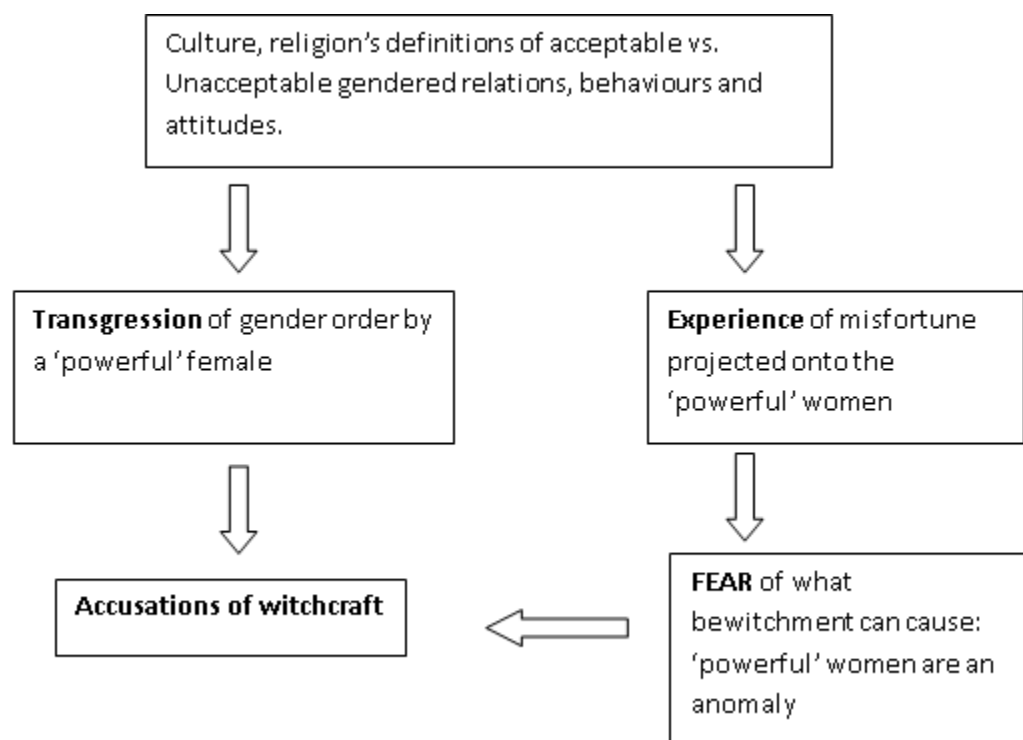 Culture, religion's definitions of acceptable vs.
Unacceptable gendered relations, behaviours and
attitudes.
Transgression of gender order by
a ‘powerful’ female
Experience of misfortune
projected onto the
‘powerful’ women
Accusations of witchcraft
FEAR of what
bewitchment can cause:
‘powerful’ women are an
anomaly